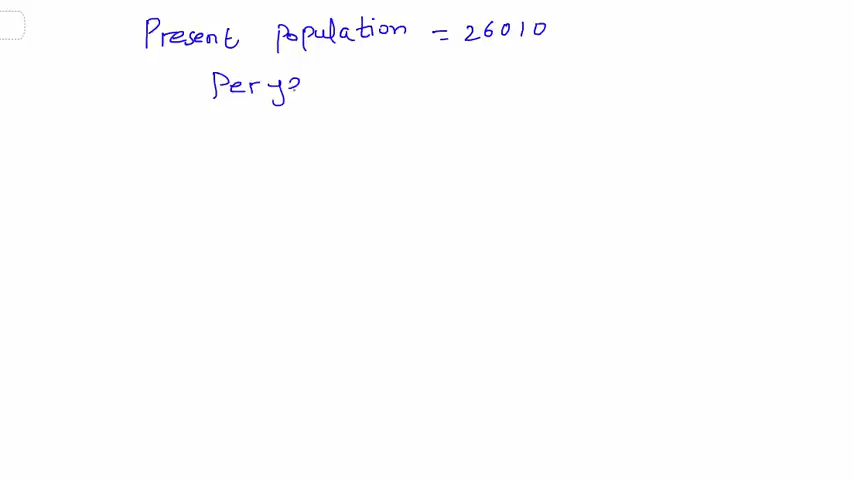 Present population = 26010
Per